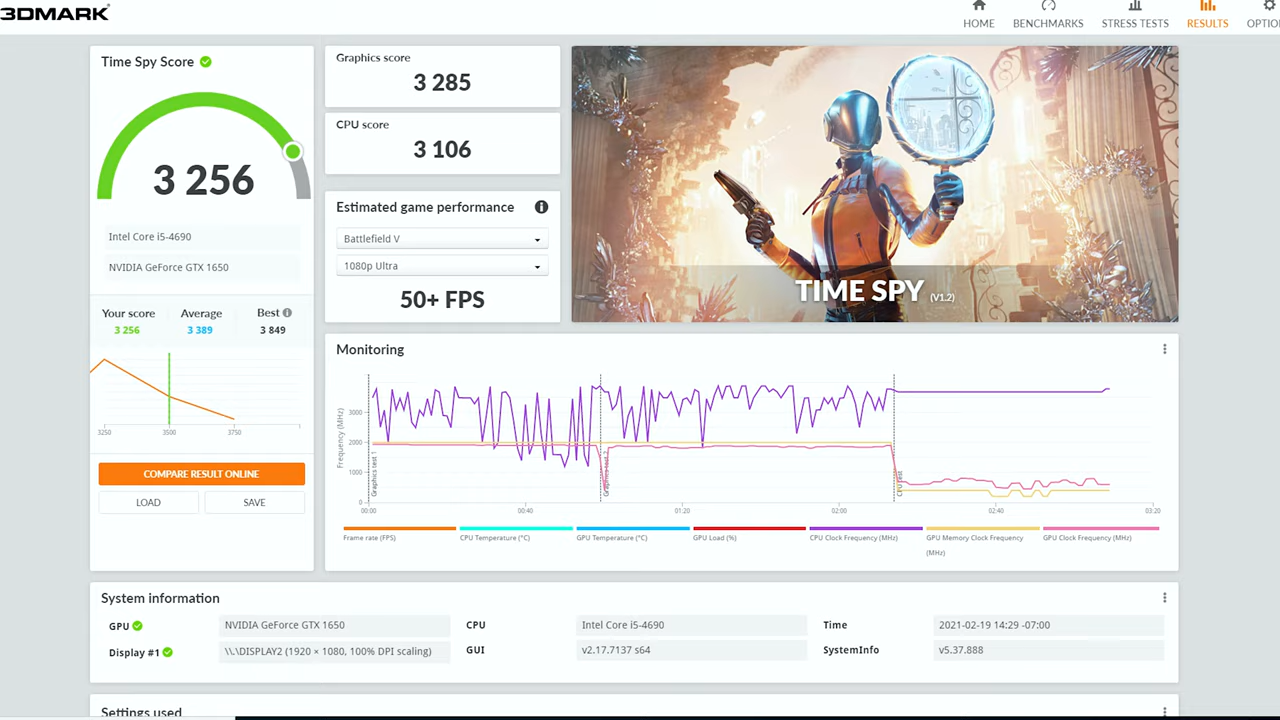 3DMARK
HOME
BENCHMARKS
STRESS TESTS
RESULTS
OPTIO
Time Spy Score
3 256
Intel Core i5-4690
NVIDIA GeForce GTX 1650
Your score
Average
Best
3 256
3 389
3 849
3250
3500
3750
COMPARE RESULT ONLINE
LOAD
SAVE
Graphics score
3 285
CPU score
3 106
Estimated game performance
Battlefield V
1080p Ultra
50+ FPS
TIME SPY (V1.2)
Monitoring
Frequency (MHz)
3000
2000
1000
0
Graphics test 1
Graphics test 2
CPU test
00:00
00:40
01:20
02:00
02:40
03:20
Frame rate (FPS)
CPU Temperature (°C)
GPU Temperature (°C)
GPU Load (%)
CPU Clock Frequency (MHz)
GPU Memory Clock Frequency
(MHz)
GPU Clock Frequency (MHz)
System information
GPU
NVIDIA GeForce GTX 1650
CPU
Intel Core i5-4690
Time
2021-02-19 14:29 -07:00
Display #1
\\.\DISPLAY2 (1920 × 1080, 100% DPI scaling)
GUI
v2.17.7137 s64
SystemInfo
v5.37.888
Settings used